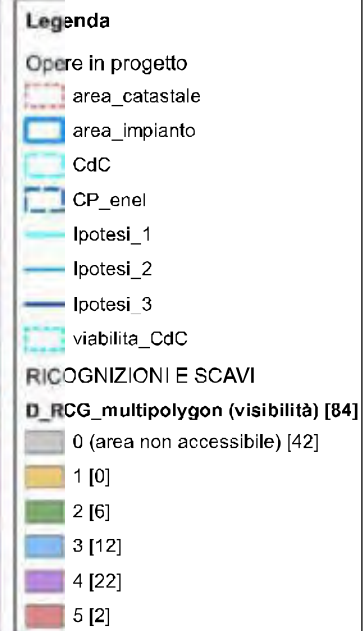 Legenda
Opere in progetto
area_catastale
area_impianto
CdC
CP_enel
Ipotesi_1
Ipotesi_2
Ipotesi_3
viabilita_CdC
RICOGNIZIONI E SCAVI
D_RCG_multipolygon (visibilità) [84]
0 (area non accessibile) [42]
1 [0]
2 [6]
3 [12]
4 [22]
5 [2]